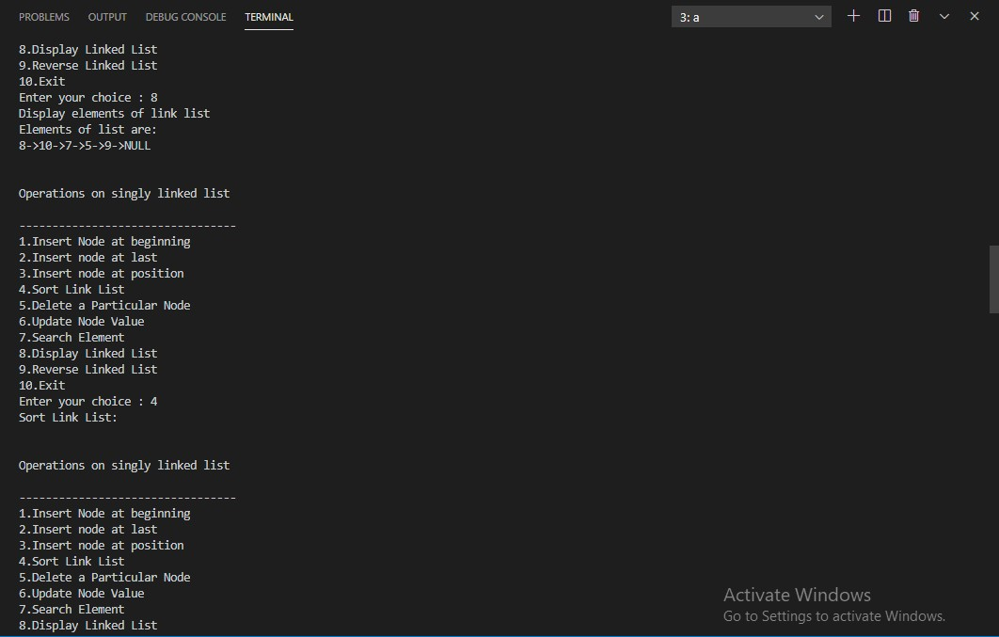 PROBLEMS OUTPUT DEBUG CONSOLE TERMINAL 3: a
8.Display Linked List
9.Reverse Linked List
10.Exit
Enter your choice : 8
Display elements of link list
Elements of list are:
8->10->7->5->9->NULL
Operations on singly linked list
---------------------------------
1.Insert Node at beginning
2.Insert node at last
3.Insert node at position
4.Sort Link List
5.Delete a Particular Node
6.Update Node Value
7.Search Element
8.Display Linked List
9.Reverse Linked List
10.Exit
Enter your choice : 4
Sort Link List:
Operations on singly linked list
---------------------------------
1.Insert Node at beginning
2.Insert node at last
3.Insert node at position
4.Sort Link List
5.Delete a Particular Node
6.Update Node Value
7.Search Element
8.Display Linked List
Activate Windows
Go to Settings to activate Windows.